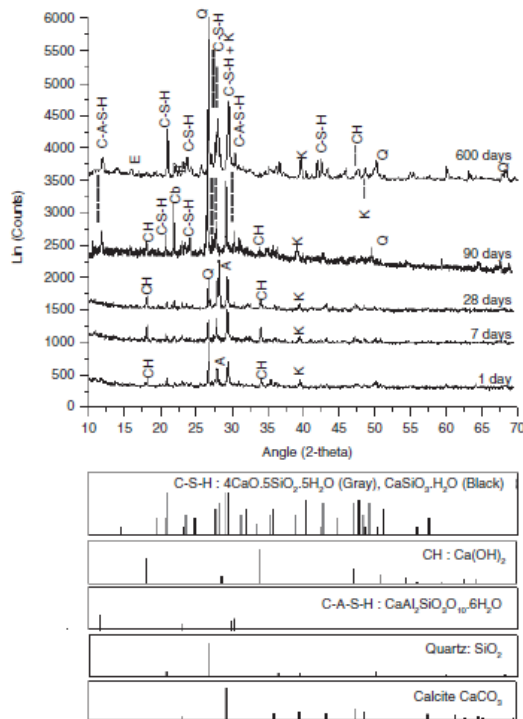 6000
5500
5000
4500
4000
3500
3000
2500
2000
1500
1000
500
0
Lin (Counts)
Q
C-S-H
C-S-H + K
C-A-S-H
C-A-S-H
E
C-S-H
C-S-H
K
C-S-H
CH
Q
Q
600 days
K
CH
C-S-H
Cb
C-S-H
CH
K
Q
90 days
CH
Q
A
CH
K
28 days
7 days
K
CH
A
CH
K
1 day
10 15 20 25 30 35 40 45 50 55 60 65 70
Angle (2-theta)
C-S-H : 4CaO.5SiO₂.5H₂O (Gray), CaSiO₃.H₂O (Black)
CH : Ca(OH)₂
C-A-S-H : CaAl₂SiO₃O₁₀.6H₂O
Quartz: SiO₂
Calcite CaCO₃